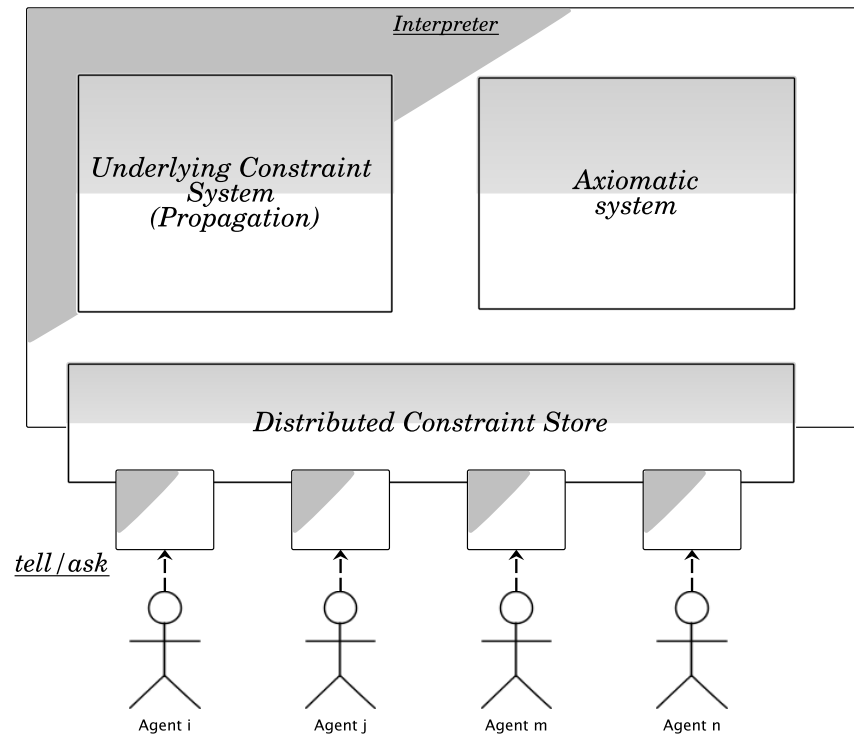 Interpreter
Underlying Constraint
System
(Propagation)
Axiomatic
system
Distributed Constraint Store
tell/ask
Agent i
Agent j
Agent m
Agent n